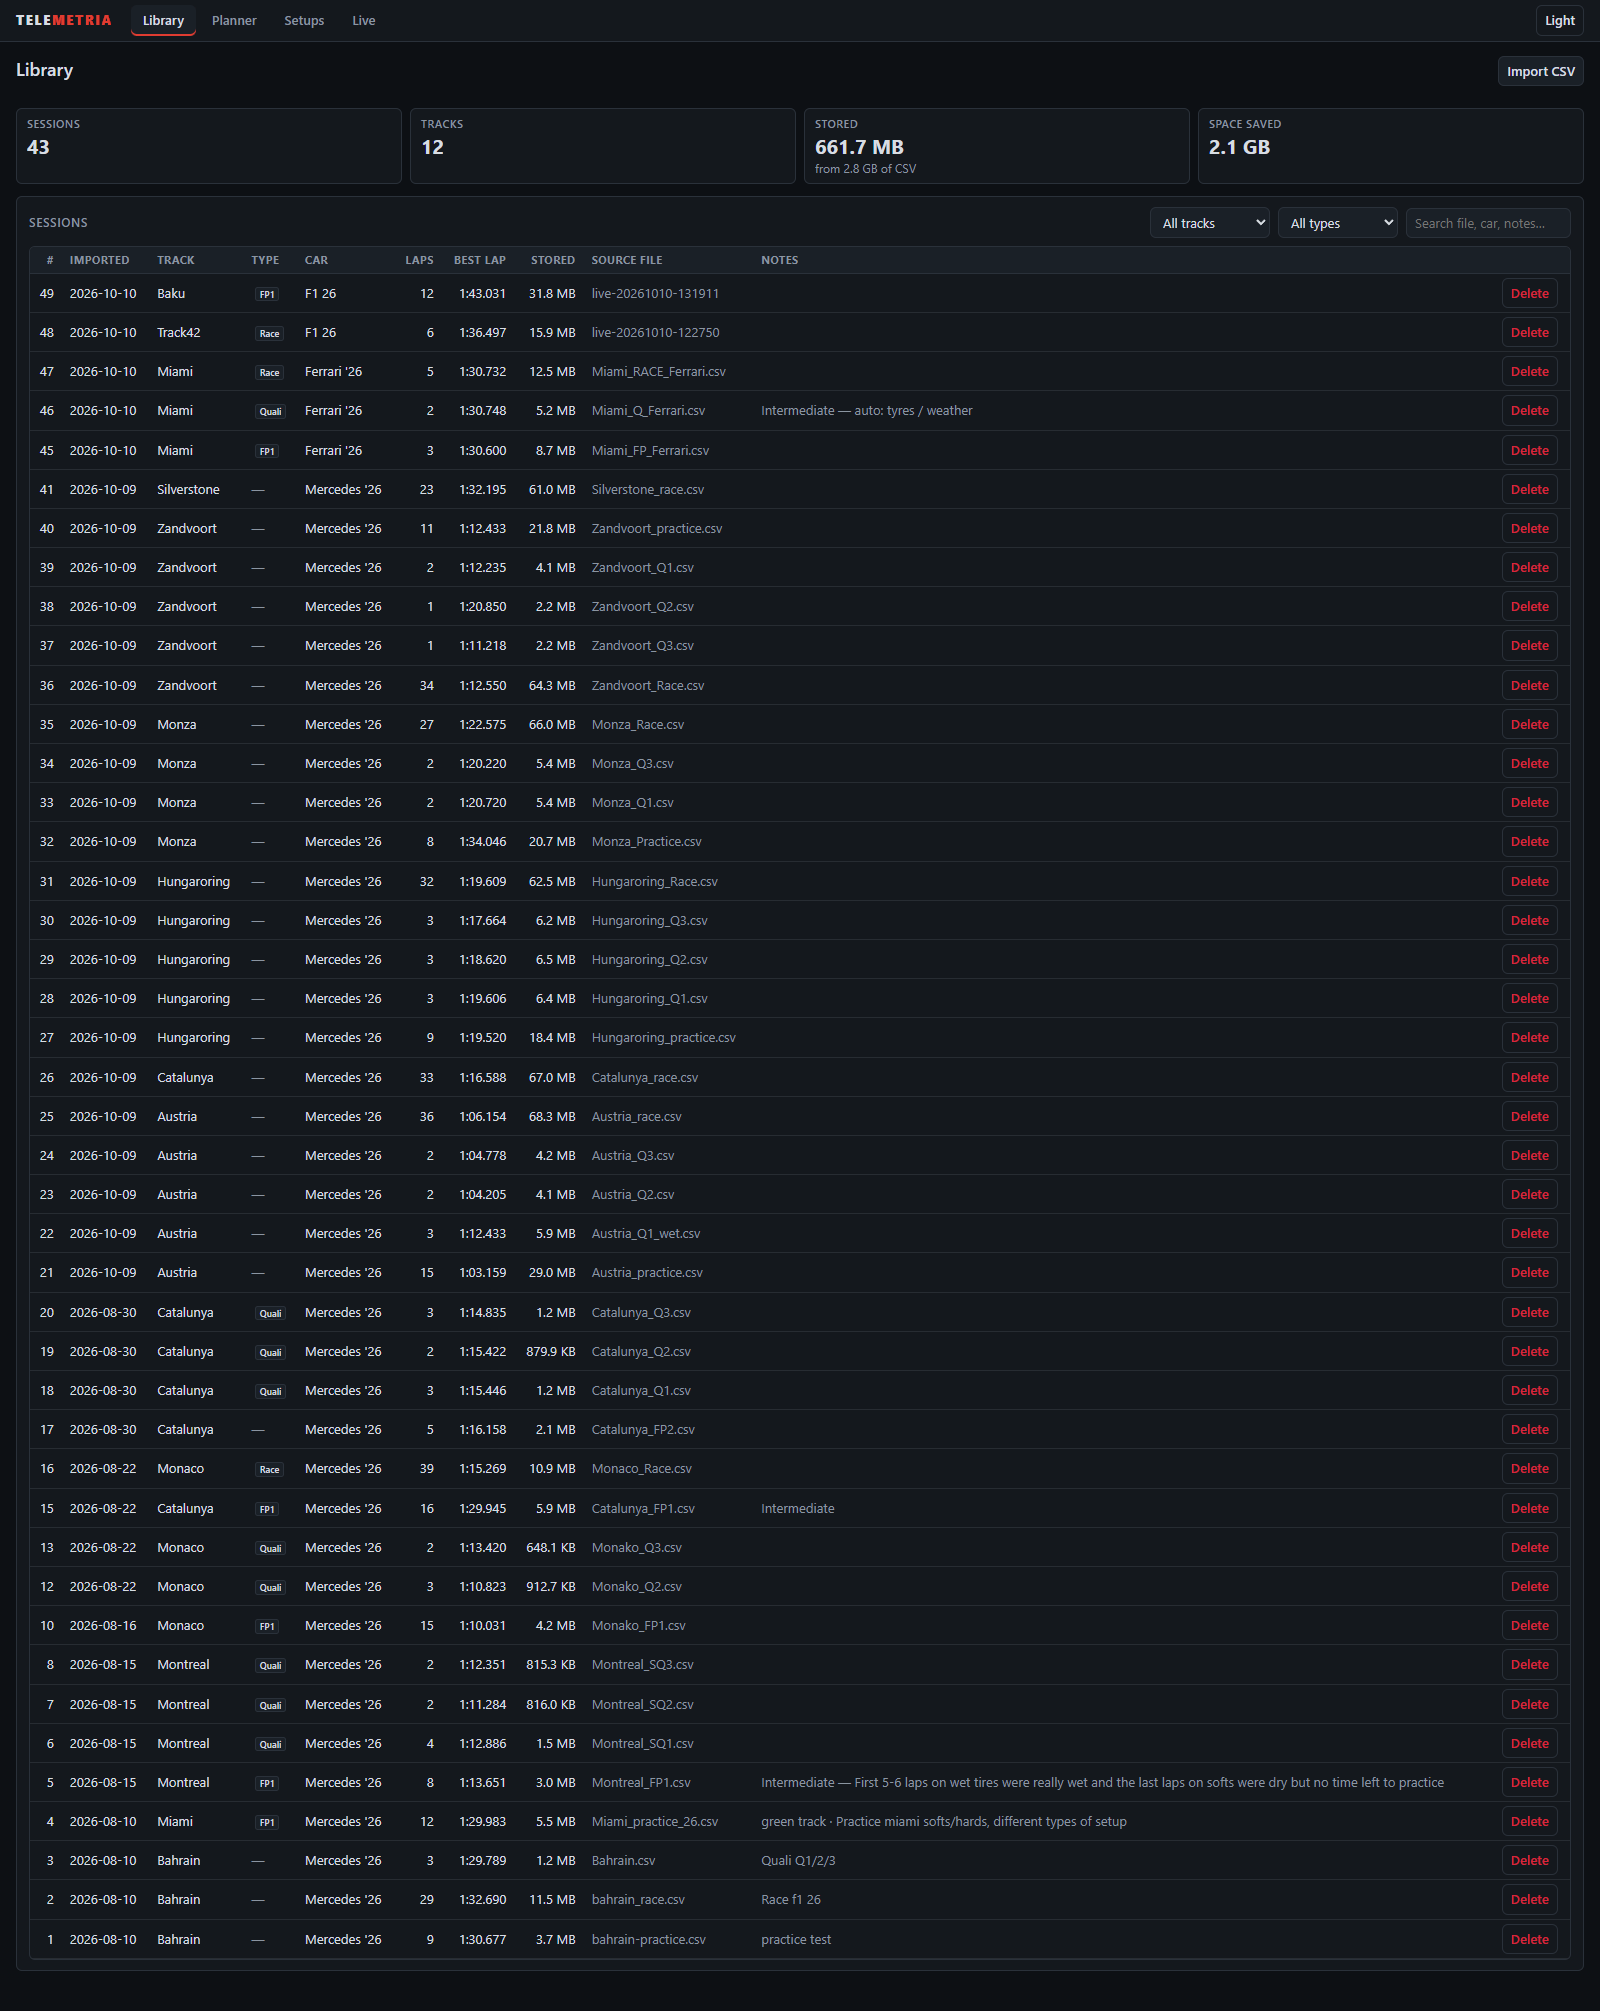 TELEMETRIA Library Planner Setups Live Light
Library Import CSV
SESSIONS TRACKS STORED SPACE SAVED
43 12 661.7 MB 2.1 GB
from 2.8 GB of CSV
SESSIONS All tracks All types Search file, car, notes...
# IMPORTED TRACK TYPE CAR LAPS BEST LAP STORED SOURCE FILE NOTES
49 2026-10-10 Baku FP1 F1 26 12 1:43.031 31.8 MB live-20261010-131911 Delete
48 2026-10-10 Track42 Race F1 26 6 1:36.497 15.9 MB live-20261010-122750 Delete
47 2026-10-10 Miami Race Ferrari '26 5 1:30.732 12.5 MB Miami_RACE_Ferrari.csv Delete
46 2026-10-10 Miami Quali Ferrari '26 2 1:30.748 5.2 MB Miami_Q_Ferrari.csv Intermediate — auto: tyres / weather Delete
45 2026-10-10 Miami FP1 Ferrari '26 3 1:30.600 8.7 MB Miami_FP_Ferrari.csv Delete
41 2026-10-09 Silverstone — Mercedes '26 23 1:32.195 61.0 MB Silverstone_race.csv Delete
40 2026-10-09 Zandvoort — Mercedes '26 11 1:12.433 21.8 MB Zandvoort_practice.csv Delete
39 2026-10-09 Zandvoort — Mercedes '26 2 1:12.235 4.1 MB Zandvoort_Q1.csv Delete
38 2026-10-09 Zandvoort — Mercedes '26 1 1:20.850 2.2 MB Zandvoort_Q2.csv Delete
37 2026-10-09 Zandvoort — Mercedes '26 1 1:11.218 2.2 MB Zandvoort_Q3.csv Delete
36 2026-10-09 Zandvoort — Mercedes '26 34 1:12.550 64.3 MB Zandvoort_Race.csv Delete
35 2026-10-09 Monza — Mercedes '26 27 1:22.575 66.0 MB Monza_Race.csv Delete
34 2026-10-09 Monza — Mercedes '26 2 1:20.220 5.4 MB Monza_Q3.csv Delete
33 2026-10-09 Monza — Mercedes '26 2 1:20.720 5.4 MB Monza_Q1.csv Delete
32 2026-10-09 Monza — Mercedes '26 8 1:34.046 20.7 MB Monza_Practice.csv Delete
31 2026-10-09 Hungaroring — Mercedes '26 32 1:19.609 62.5 MB Hungaroring_Race.csv Delete
30 2026-10-09 Hungaroring — Mercedes '26 3 1:17.664 6.2 MB Hungaroring_Q3.csv Delete
29 2026-10-09 Hungaroring — Mercedes '26 3 1:18.620 6.5 MB Hungaroring_Q2.csv Delete
28 2026-10-09 Hungaroring — Mercedes '26 3 1:19.606 6.4 MB Hungaroring_Q1.csv Delete
27 2026-10-09 Hungaroring — Mercedes '26 9 1:19.520 18.4 MB Hungaroring_practice.csv Delete
26 2026-10-09 Catalunya — Mercedes '26 33 1:16.588 67.0 MB Catalunya_race.csv Delete
25 2026-10-09 Austria — Mercedes '26 36 1:06.154 68.3 MB Austria_race.csv Delete
24 2026-10-09 Austria — Mercedes '26 2 1:04.778 4.2 MB Austria_Q3.csv Delete
23 2026-10-09 Austria — Mercedes '26 2 1:04.205 4.1 MB Austria_Q2.csv Delete
22 2026-10-09 Austria — Mercedes '26 3 1:12.433 5.9 MB Austria_Q1_wet.csv Delete
21 2026-10-09 Austria — Mercedes '26 15 1:03.159 29.0 MB Austria_practice.csv Delete
20 2026-08-30 Catalunya Quali Mercedes '26 3 1:14.835 1.2 MB Catalunya_Q3.csv Delete
19 2026-08-30 Catalunya Quali Mercedes '26 2 1:15.422 879.9 KB Catalunya_Q2.csv Delete
18 2026-08-30 Catalunya Quali Mercedes '26 3 1:15.446 1.2 MB Catalunya_Q1.csv Delete
17 2026-08-30 Catalunya — Mercedes '26 5 1:16.158 2.1 MB Catalunya_FP2.csv Delete
16 2026-08-22 Monaco Race Mercedes '26 39 1:15.269 10.9 MB Monaco_Race.csv Delete
15 2026-08-22 Catalunya FP1 Mercedes '26 16 1:29.945 5.9 MB Catalunya_FP1.csv Intermediate Delete
13 2026-08-22 Monaco Quali Mercedes '26 2 1:13.420 648.1 KB Monako_Q3.csv Delete
12 2026-08-22 Monaco Quali Mercedes '26 3 1:10.823 912.7 KB Monako_Q2.csv Delete
10 2026-08-16 Monaco FP1 Mercedes '26 15 1:10.031 4.2 MB Monako_FP1.csv Delete
8 2026-08-15 Montreal Quali Mercedes '26 2 1:12.351 815.3 KB Montreal_SQ3.csv Delete
7 2026-08-15 Montreal Quali Mercedes '26 2 1:11.284 816.0 KB Montreal_SQ2.csv Delete
6 2026-08-15 Montreal Quali Mercedes '26 4 1:12.886 1.5 MB Montreal_SQ1.csv Delete
5 2026-08-15 Montreal FP1 Mercedes '26 8 1:13.651 3.0 MB Montreal_FP1.csv Intermediate — First 5-6 laps on wet tires were really wet and the last laps on softs were dry but no time left to practice Delete
4 2026-08-10 Miami FP1 Mercedes '26 12 1:29.983 5.5 MB Miami_practice_26.csv green track · Practice miami softs/hards, different types of setup Delete
3 2026-08-10 Bahrain — Mercedes '26 3 1:29.789 1.2 MB Bahrain.csv Quali Q1/2/3 Delete
2 2026-08-10 Bahrain — Mercedes '26 29 1:32.690 11.5 MB bahrain_race.csv Race f1 26 Delete
1 2026-08-10 Bahrain — Mercedes '26 9 1:30.677 3.7 MB bahrain-practice.csv practice test Delete